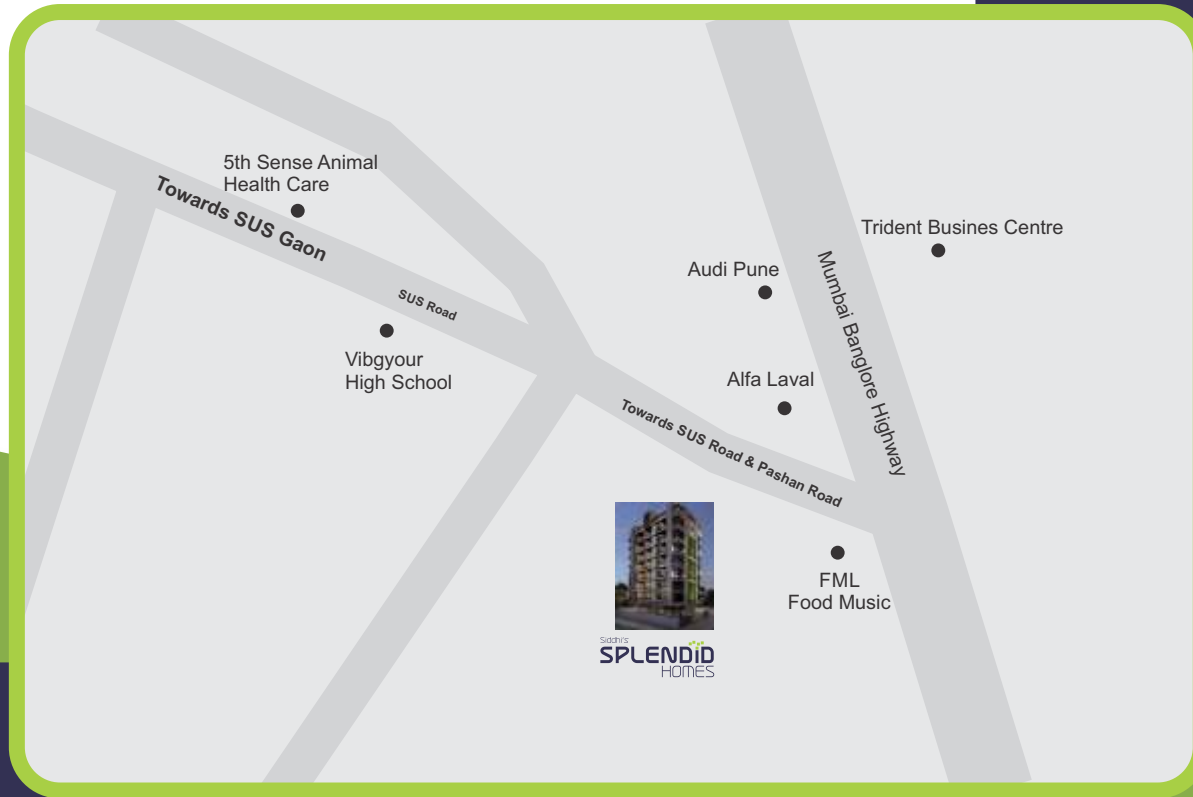 5th Sense Animal
Health Care
Towards SUS Gaon
SUS Road
Vibgyour
High School
Trident Busines Centre
Audi Pune
Mumbai Banglore Highway
Alfa Laval
Towards SUS Road & Pashan Road
FML
Food Music
Siddhi's
SPLENDID
HOMES